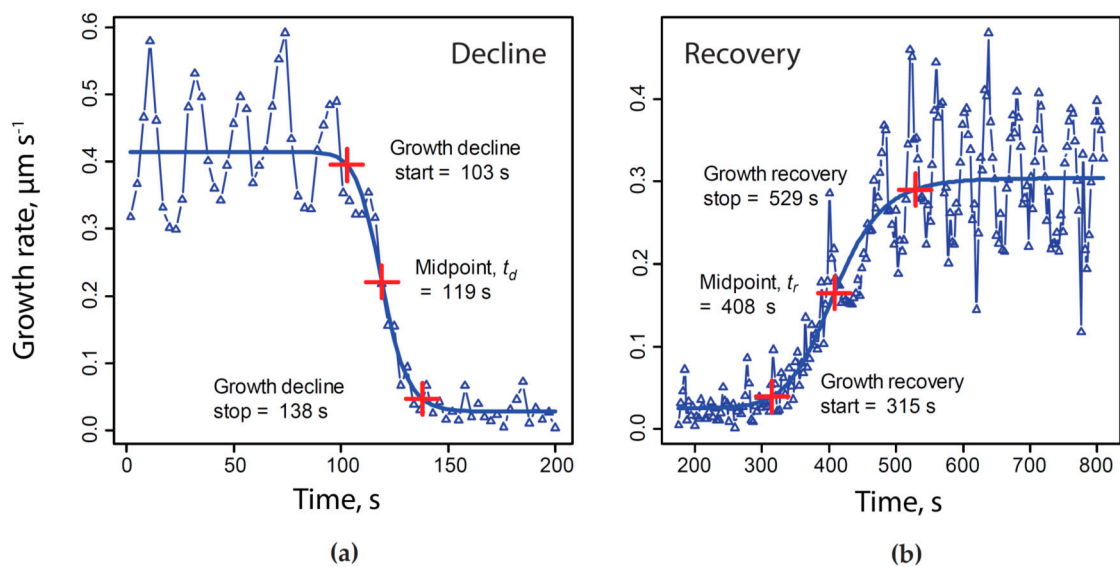 Decline
Growth rate, μm s⁻¹
0.6
0.5
0.4
0.3
0.2
0.1
0.0
Growth decline
start = 103 s
Midpoint, t_d
= 119 s
Growth decline
stop = 138 s
0 50 100 150 200
Time, s
(a)
Recovery
0.4
0.3
0.2
0.1
0.0
Growth recovery
stop = 529 s
Midpoint, t_r
= 408 s
Growth recovery
start = 315 s
200 300 400 500 600 700 800
Time, s
(b)